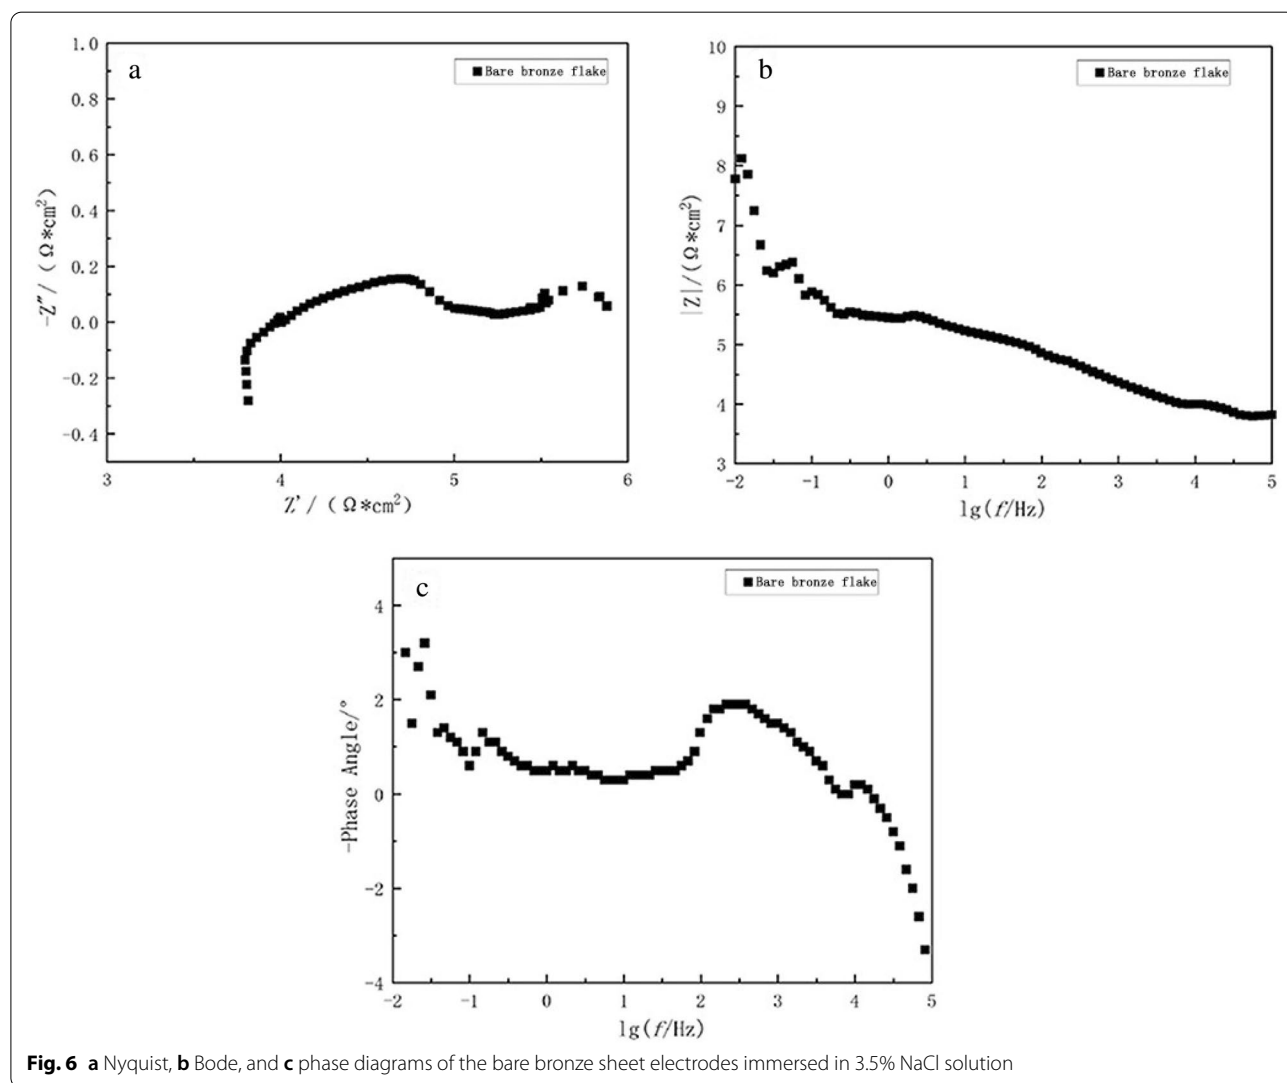 a
Bare bronze flake
1.0
0.8
0.6
0.4
0.2
0.0
-0.2
-0.4
-Z″/(Ω*cm²)
3 4 5 6
Z′/(Ω*cm²)
b
Bare bronze flake
10
9
8
7
6
5
4
3
|Z|/(Ω*cm²)
-2 -1 0 1 2 3 4 5
lg(f/Hz)
c
Bare bronze flake
4
2
0
-2
-4
-Phase Angle/°
-2 -1 0 1 2 3 4 5
lg(f/Hz)
Fig. 6 a Nyquist, b Bode, and c phase diagrams of the bare bronze sheet electrodes immersed in 3.5% NaCl solution